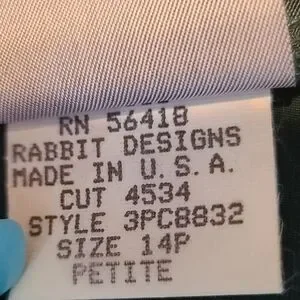 RN 56418
RABBIT DESIGNS
MADE IN U.S.A.
CUT 4534
STYLE 3PC8832
SIZE 14P
PETITE